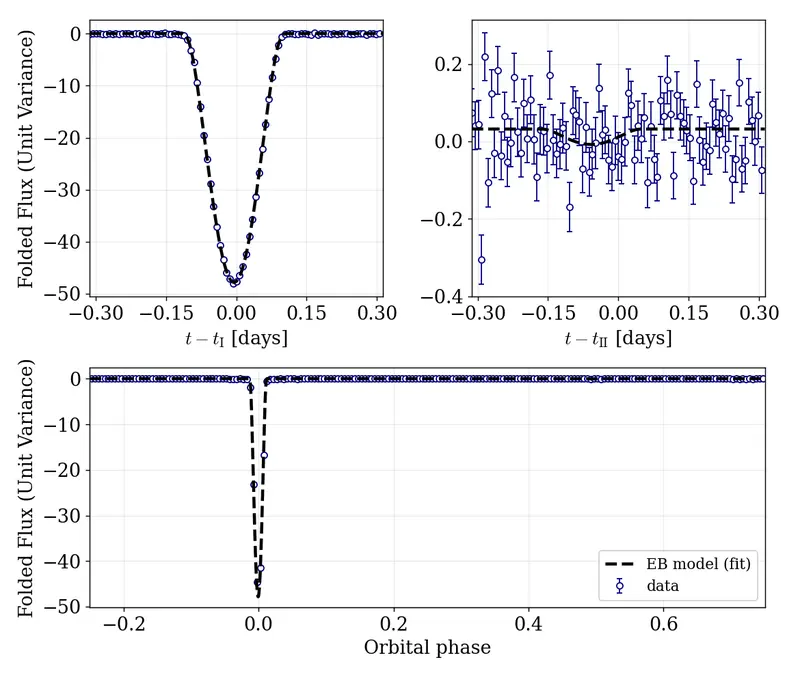 Folded Flux (Unit Variance)
0
−10
−20
−30
−40
−50
−0.30 −0.15 0.00 0.15 0.30
t − t_I [days]
0.2
0.0
−0.2
−0.4
−0.30 −0.15 0.00 0.15 0.30
t − t_II [days]
Folded Flux (Unit Variance)
0
−10
−20
−30
−40
−50
−0.2 0.0 0.2 0.4 0.6
Orbital phase
EB model (fit)
data